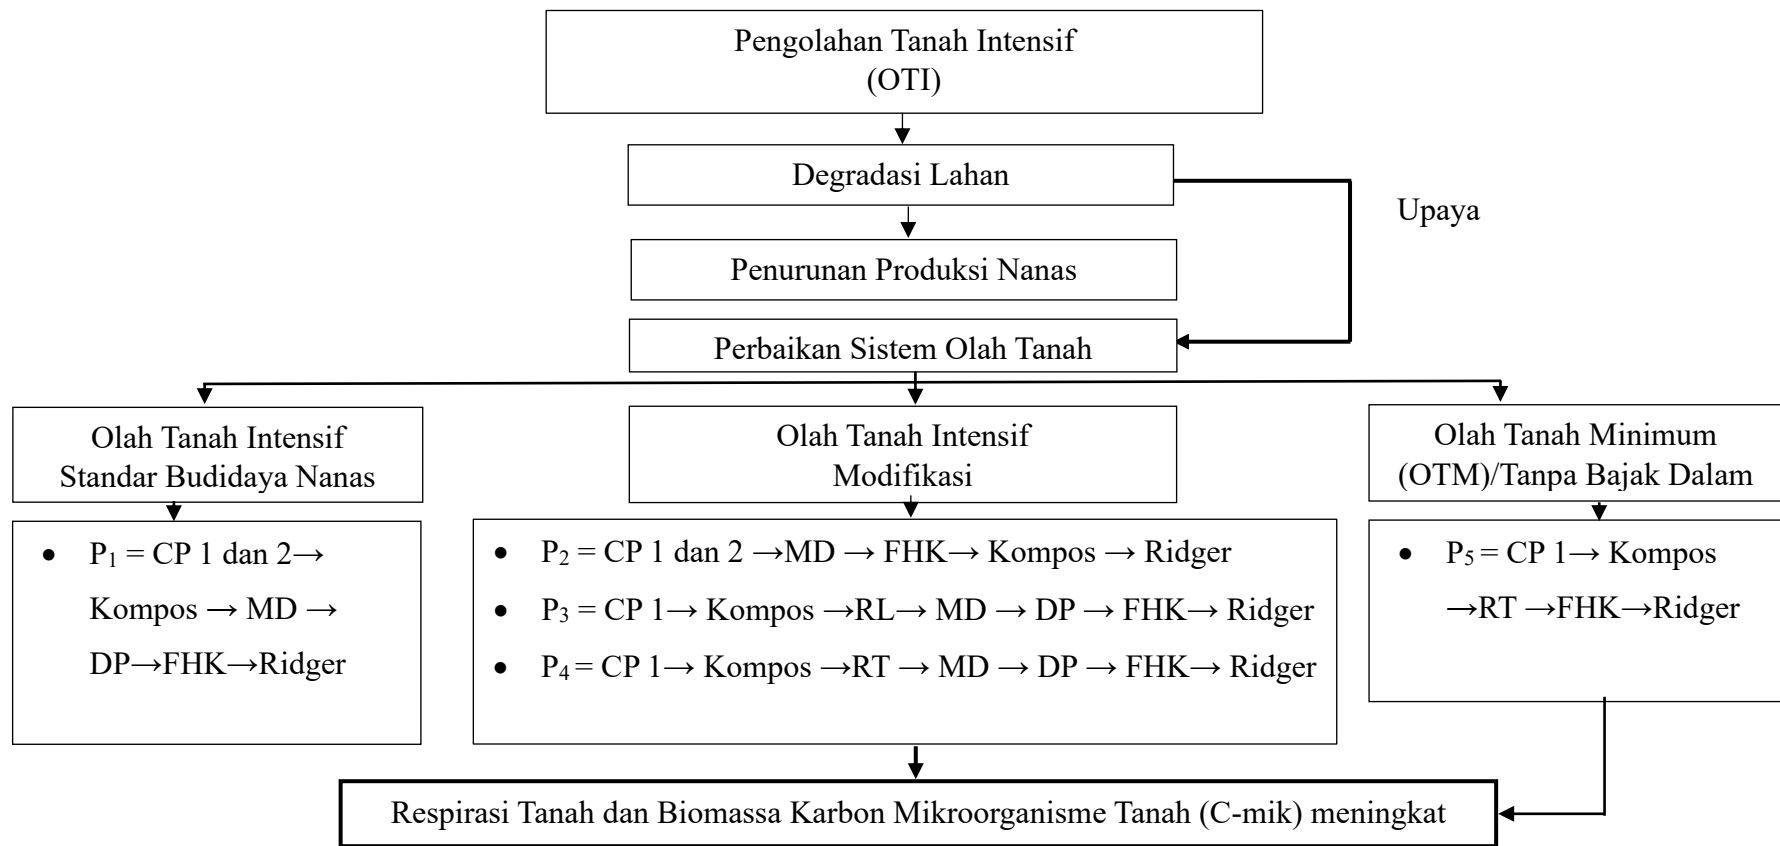 Pengolahan Tanah Intensif
(OTI)
Degradasi Lahan
Upaya
Penurunan Produksi Nanas
Perbaikan Sistem Olah Tanah
Olah Tanah Intensif
Standar Budidaya Nanas
Olah Tanah Intensif
Modifikasi
Olah Tanah Minimum
(OTM)/Tanpa Bajak Dalam
• P₁ = CP 1 dan 2→
Kompos → MD →
DP→FHK→Ridger
• P₂ = CP 1 dan 2 →MD → FHK→ Kompos → Ridger
• P₃ = CP 1→ Kompos →RL→ MD → DP → FHK→ Ridger
• P₄ = CP 1→ Kompos →RT → MD → DP → FHK→ Ridger
• P₅ = CP 1→ Kompos
→RT →FHK→Ridger
Respirasi Tanah dan Biomassa Karbon Mikroorganisme Tanah (C-mik) meningkat